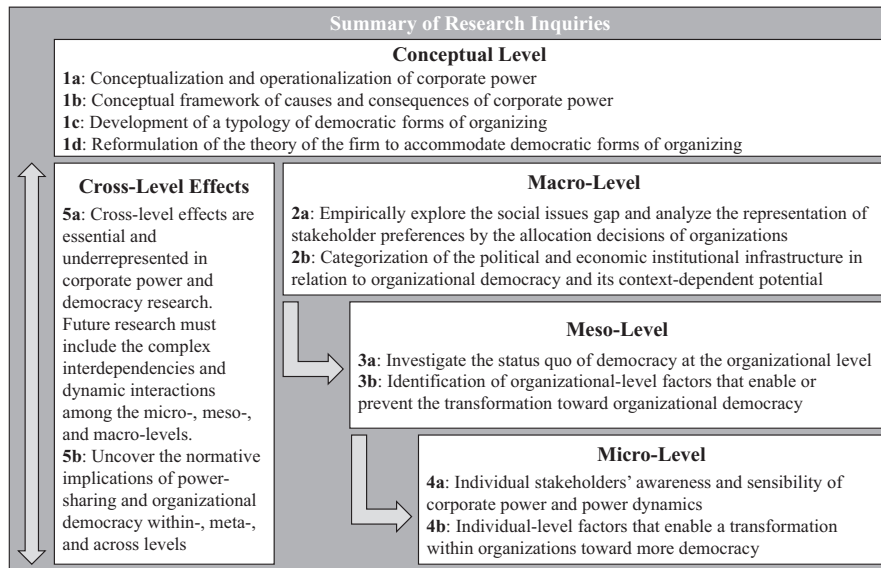 Summary of Research Inquiries
Conceptual Level
1a: Conceptualization and operationalization of corporate power
1b: Conceptual framework of causes and consequences of corporate power
1c: Development of a typology of democratic forms of organizing
1d: Reformulation of the theory of the firm to accommodate democratic forms of organizing
Cross-Level Effects
5a: Cross-level effects are
essential and
underrepresented in
corporate power and
democracy research.
Future research must
include the complex
interdependencies and
dynamic interactions
among the micro-, meso-,
and macro-levels.
5b: Uncover the normative
implications of power-
sharing and organizational
democracy within-, meta-,
and across levels
Macro-Level
2a: Empirically explore the social issues gap and analyze the representation of
stakeholder preferences by the allocation decisions of organizations
2b: Categorization of the political and economic institutional infrastructure in
relation to organizational democracy and its context-dependent potential
Meso-Level
3a: Investigate the status quo of democracy at the organizational level
3b: Identification of organizational-level factors that enable or
prevent the transformation toward organizational democracy
Micro-Level
4a: Individual stakeholders' awareness and sensibility of
corporate power and power dynamics
4b: Individual-level factors that enable a transformation
within organizations toward more democracy